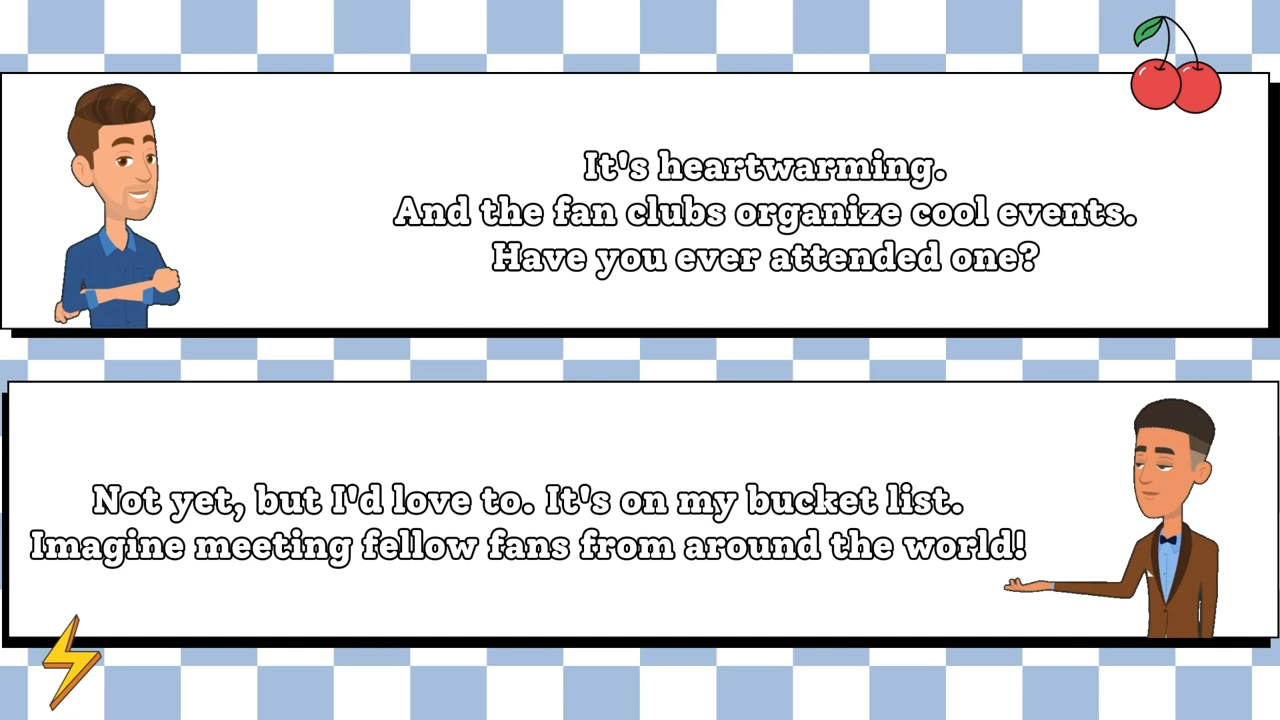 It's heartwarming.
And the fan clubs organize cool events.
Have you ever attended one?
Not yet, but I'd love to. It's on my bucket list.
Imagine meeting fellow fans from around the world!